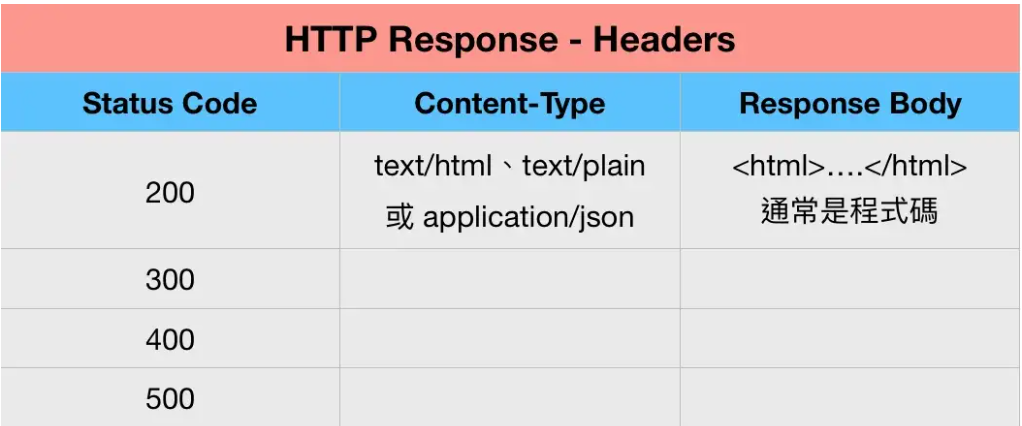 HTTP Response - Headers
Status Code Content-Type Response Body
200
text/html、text/plain
或 application/json
<html>....</html>
通常是程式碼
300
400
500